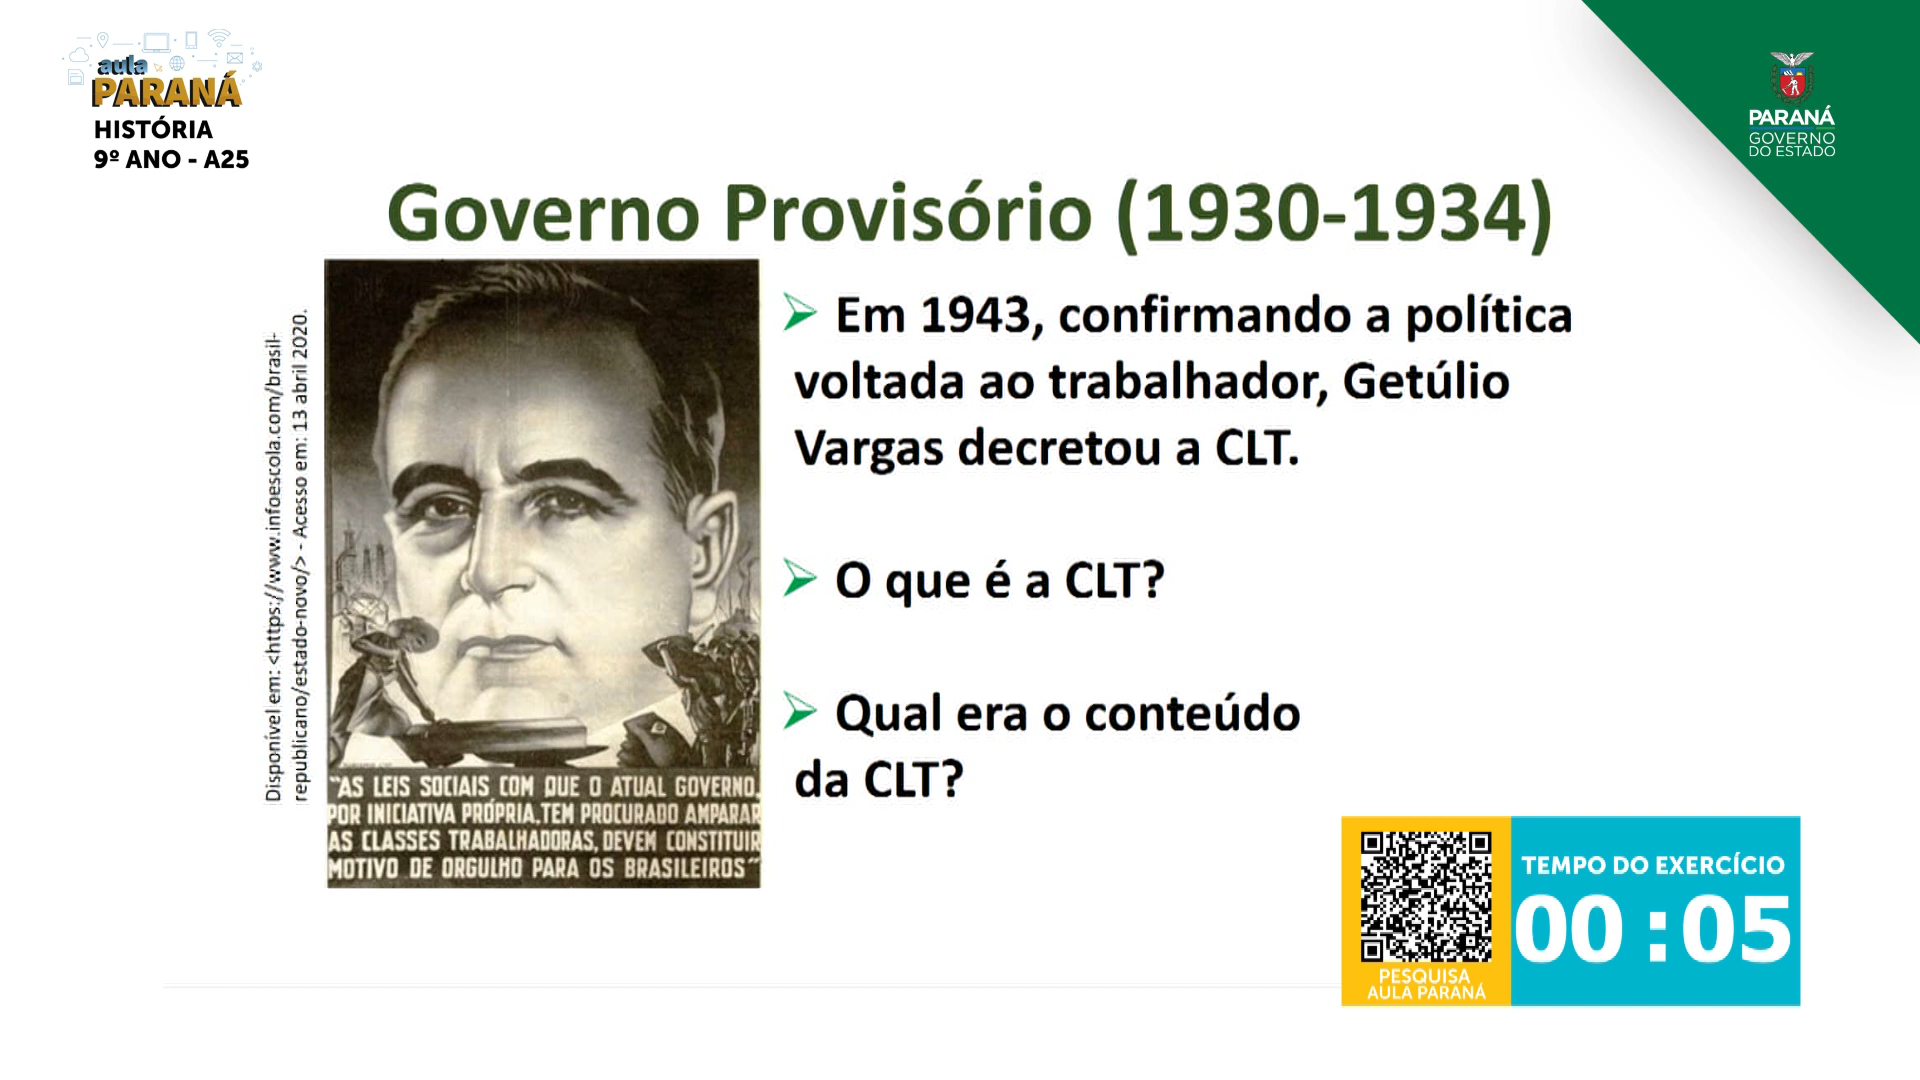 aula
PARANÁ
HISTÓRIA
9º ANO - A25
PARANÁ
GOVERNO
DO ESTADO
Governo Provisório (1930-1934)
Disponível em: <https://www.infoescola.com/brasil-
republicano/estado-novo/> - Acesso em: 13 abril 2020.
Em 1943, confirmando a política
voltada ao trabalhador, Getúlio
Vargas decretou a CLT.
O que é a CLT?
Qual era o conteúdo
da CLT?
"AS LEIS SOCIAIS COM QUE O ATUAL GOVERNO,
POR INICIATIVA PRÓPRIA, TEM PROCURADO AMPARAR
AS CLASSES TRABALHADORAS, DEVEM CONSTITUIR
MOTIVO DE ORGULHO PARA OS BRASILEIROS"
PESQUISA
AULA PARANÁ
TEMPO DO EXERCÍCIO
00:05